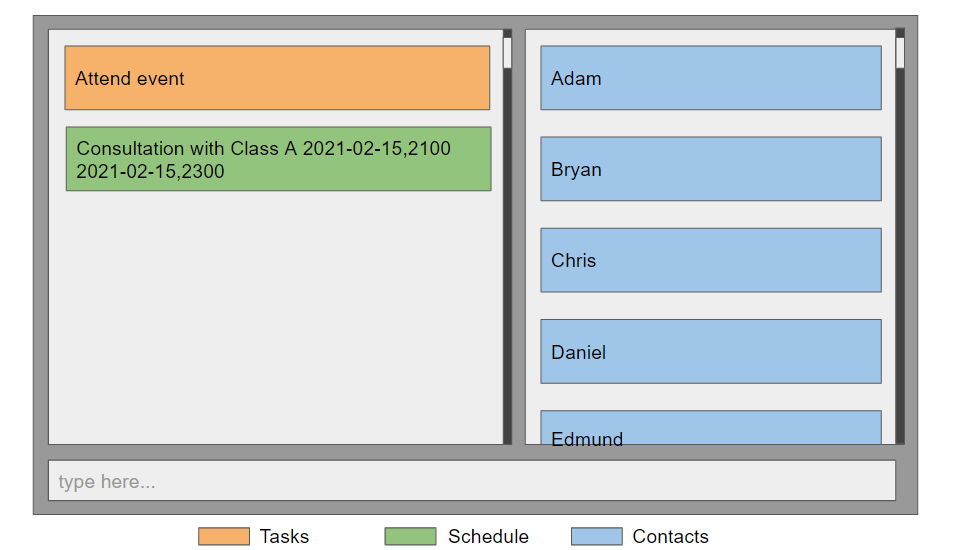 Attend event
Consultation with Class A 2021-02-15,2100
2021-02-15,2300
Adam
Bryan
Chris
Daniel
Edmund
type here...
Tasks
Schedule
Contacts